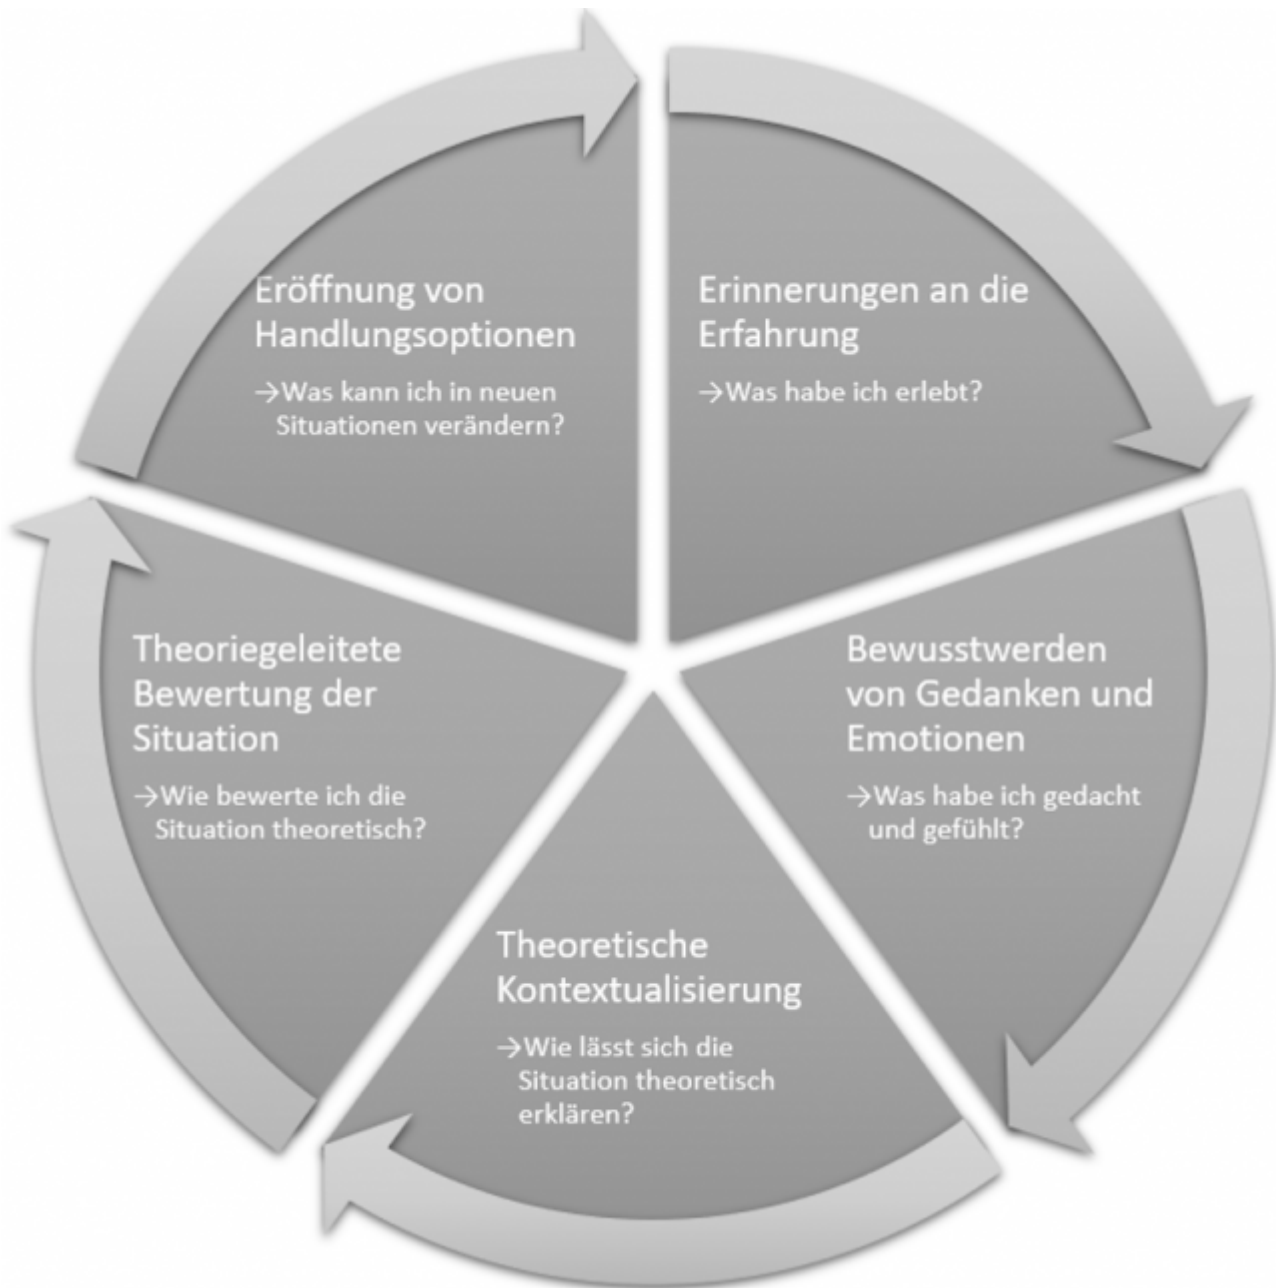 Erinnerungen an die
Erfahrung
→Was habe ich erlebt?
Bewusstwerden
von Gedanken und
Emotionen
→Was habe ich gedacht
und gefühlt?
Theoretische
Kontextualisierung
→Wie lässt sich die
Situation theoretisch
erklären?
Theoriegeleitete
Bewertung der
Situation
→Wie bewerte ich die
Situation theoretisch?
Eröffnung von
Handlungsoptionen
→Was kann ich in neuen
Situationen verändern?